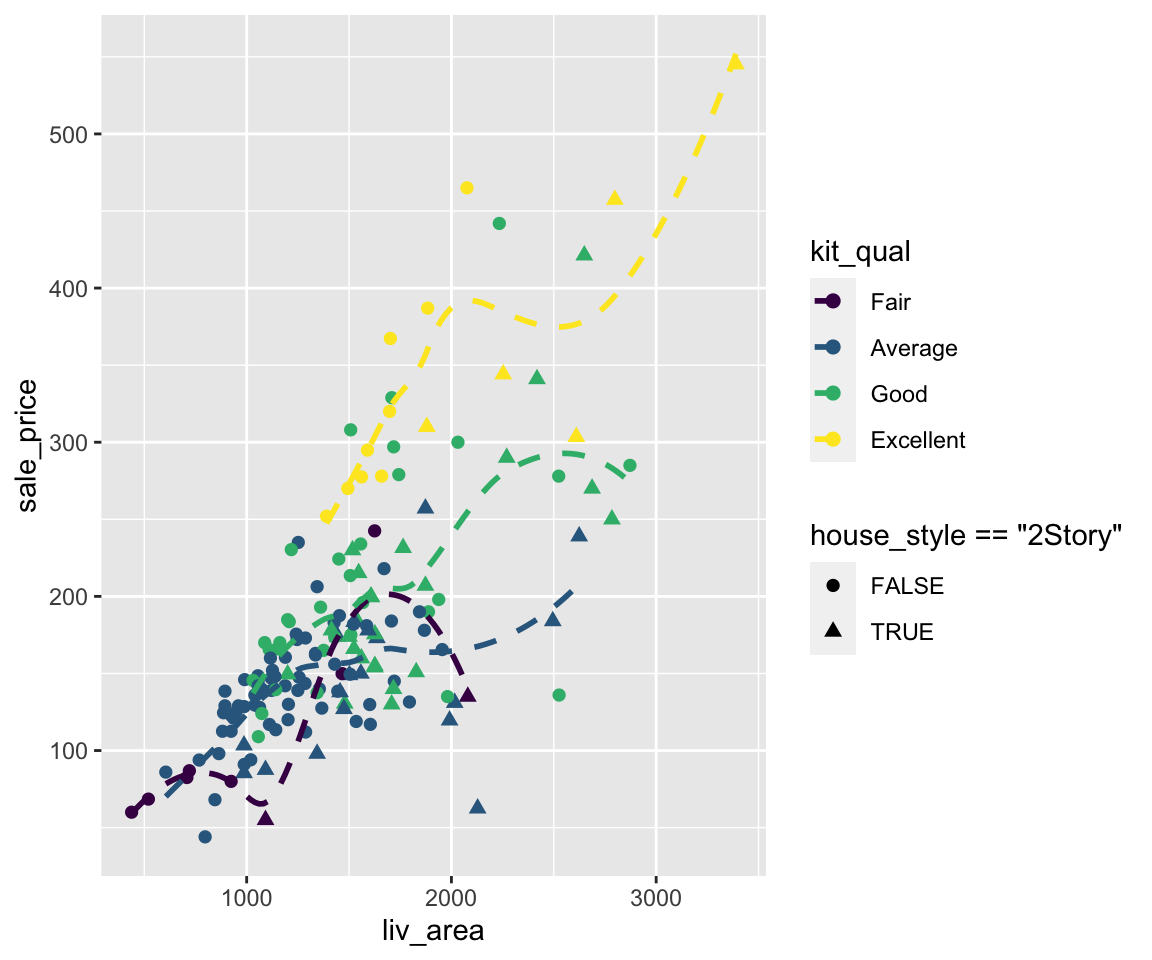 sale_price
500
400
300
200
100
1000
2000
3000
liv_area
kit_qual
Fair
Average
Good
Excellent
house_style == "2Story"
FALSE
TRUE